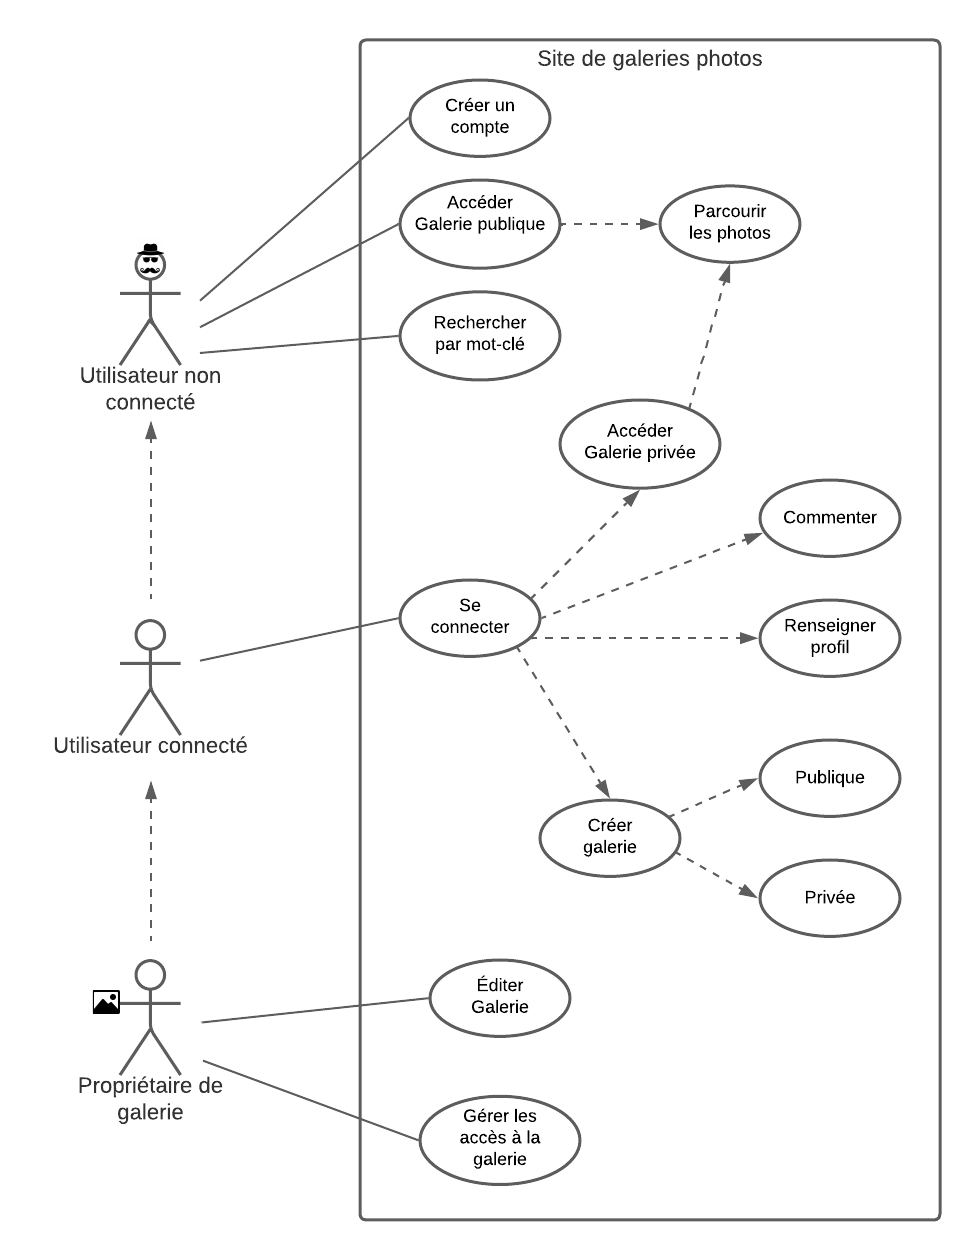 Site de galeries photos
Créer un
compte
Accéder
Galerie publique
Parcourir
les photos
Rechercher
par mot-clé
Utilisateur non
connecté
Accéder
Galerie privée
Commenter
Se
connecter
Renseigner
profil
Utilisateur connecté
Publique
Créer
galerie
Privée
Éditer
Galerie
Propriétaire de
galerie
Gérer les
accès à la
galerie